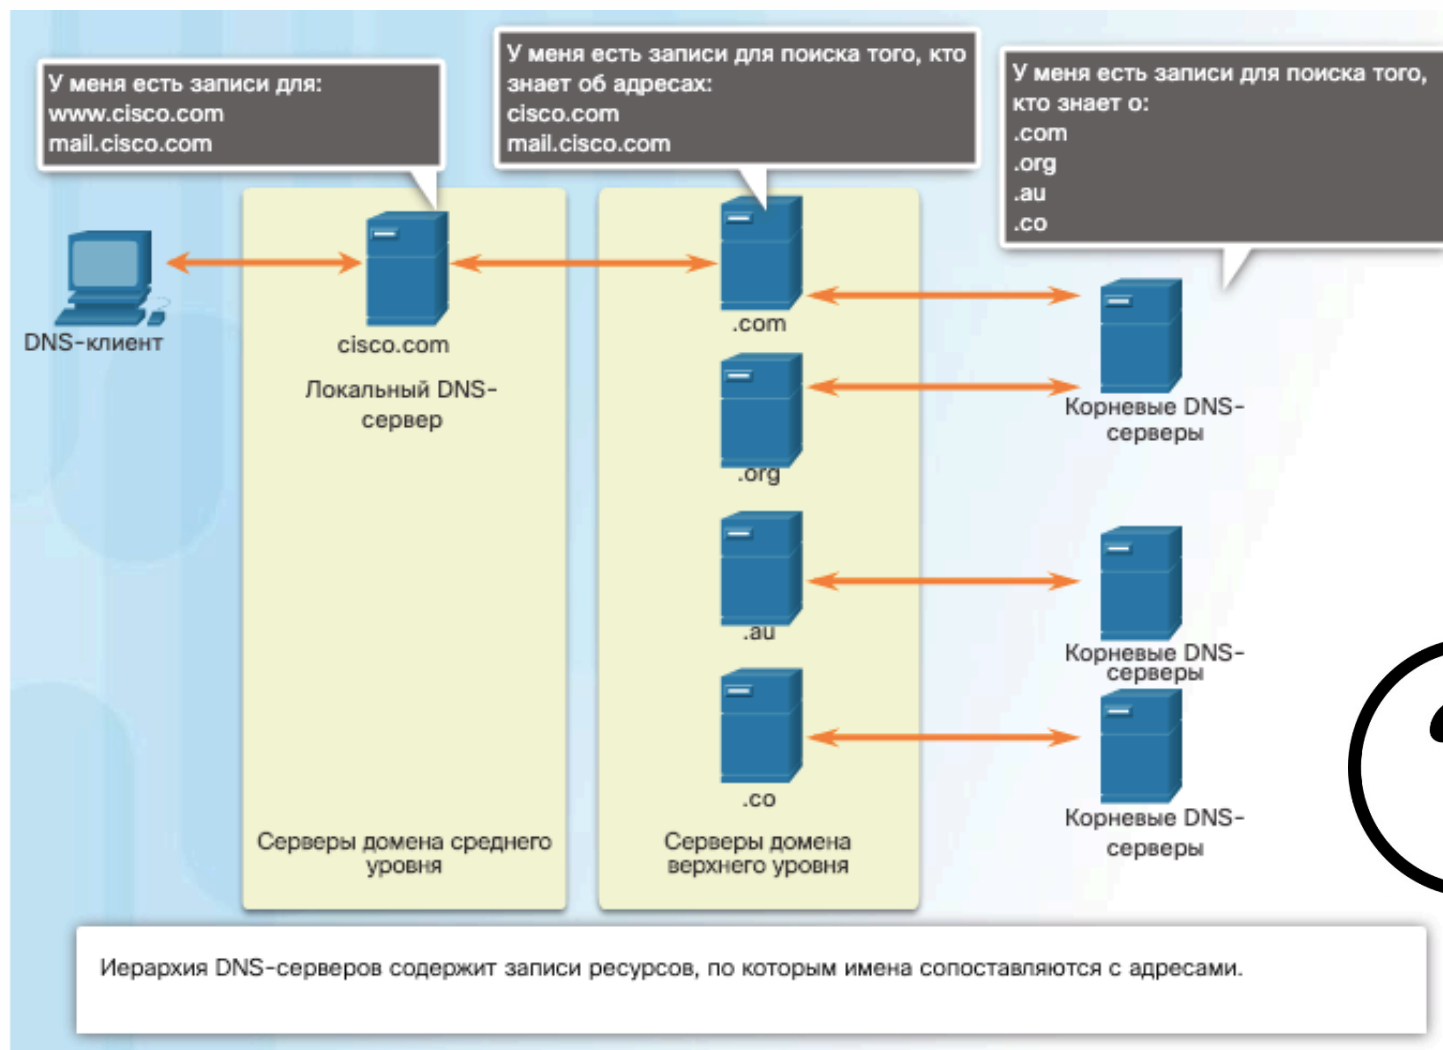 У меня есть записи для:
www.cisco.com
mail.cisco.com
У меня есть записи для поиска того, кто
знает об адресах:
cisco.com
mail.cisco.com
У меня есть записи для поиска того,
кто знает о:
.com
.org
.au
.co
DNS-клиент
cisco.com
Локальный DNS-
сервер
.com
.org
.au
.co
Корневые DNS-
серверы
Корневые DNS-
серверы
Корневые DNS-
серверы
Серверы домена среднего
уровня
Серверы домена
верхнего уровня
Иерархия DNS-серверов содержит записи ресурсов, по которым имена сопоставляются с адресами.